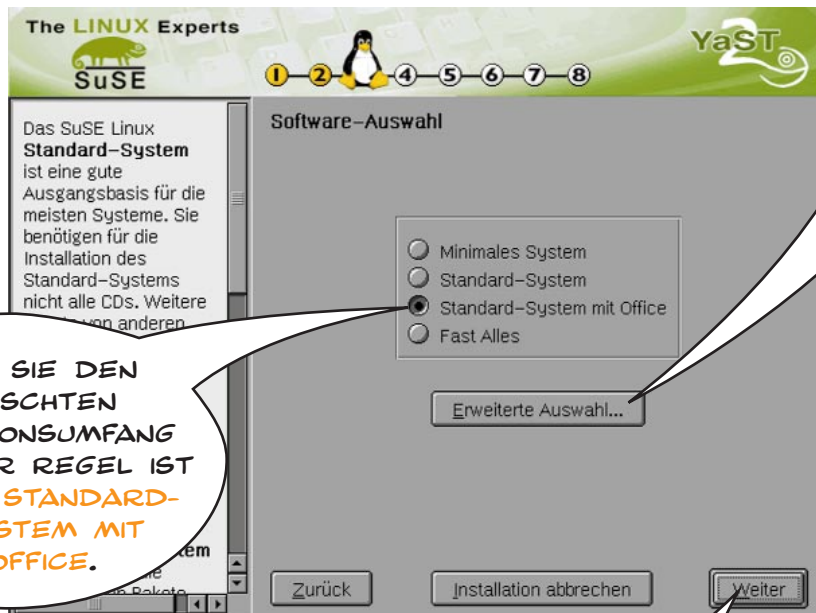 The LINUX Experts
SuSE
1 2 4 5 6 7 8
YaST2
Das SuSE Linux
Standard-System
ist eine gute
Ausgangsbasis für die
meisten Systeme. Sie
benötigen für die
Installation des
Standard-Systems
nicht alle CDs. Weitere
von anderen
Software-Auswahl
Minimales System
Standard-System
Standard-System mit Office
Fast Alles
Erweiterte Auswahl...
SIE DEN
SCHTEN
ONSUMFANG
R REGEL IST
STANDARD-
STEM MIT
OFFICE.
Zurück
Installation abbrechen
Weiter